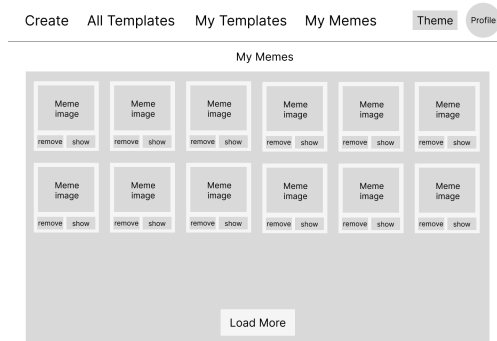 Create All Templates My Templates My Memes Theme Profile
My Memes
Meme Meme Meme Meme Meme Meme
image image image image image image
remove show remove show remove show remove show remove show remove show
Meme Meme Meme Meme Meme Meme
image image image image image image
remove show remove show remove show remove show remove show remove show
Load More